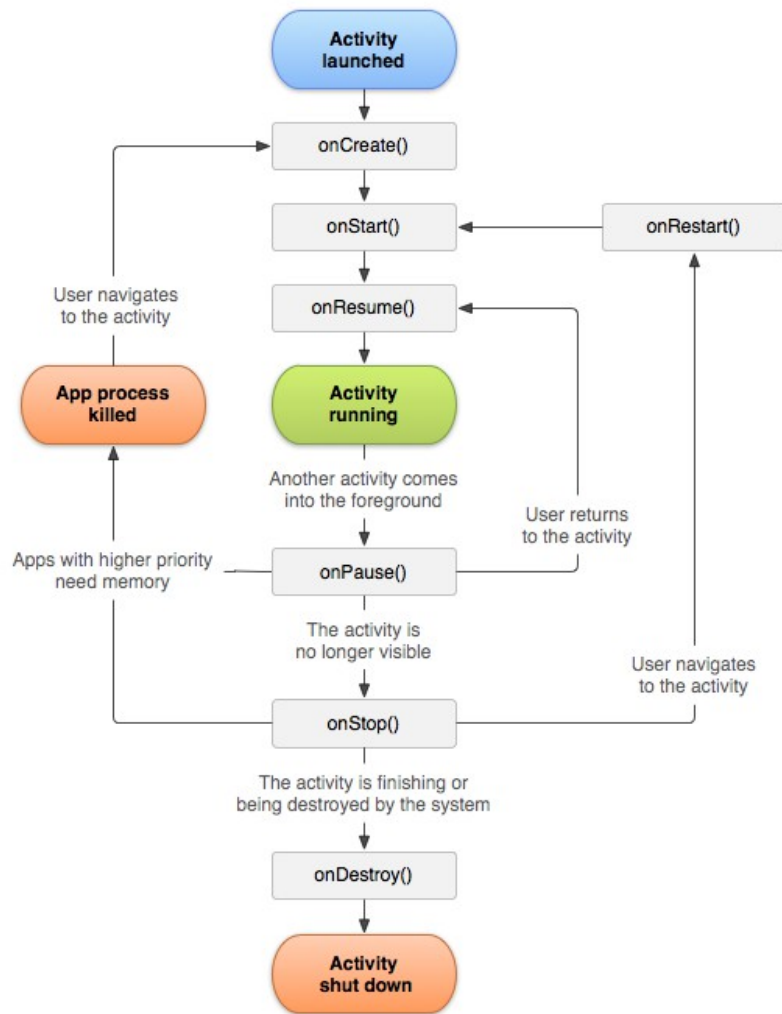 Activity
launched
onCreate()
onStart()
onRestart()
User navigates
to the activity
onResume()
App process
killed
Activity
running
Another activity comes
into the foreground
User returns
to the activity
Apps with higher priority
need memory
onPause()
The activity is
no longer visible
User navigates
to the activity
onStop()
The activity is finishing or
being destroyed by the system
onDestroy()
Activity
shut down